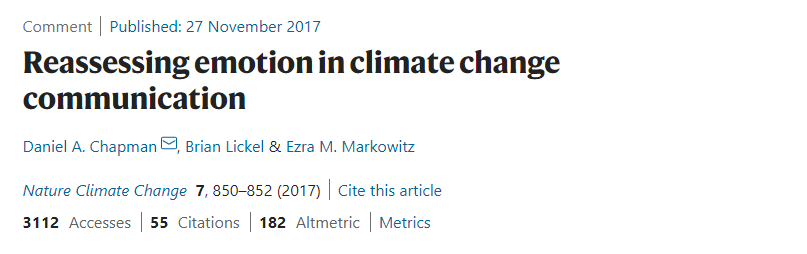 Comment | Published: 27 November 2017
Reassessing emotion in climate change
communication
Daniel A. Chapman, Brian Lickel & Ezra M. Markowitz
Nature Climate Change 7, 850–852 (2017) | Cite this article
3112 Accesses | 55 Citations | 182 Altmetric | Metrics